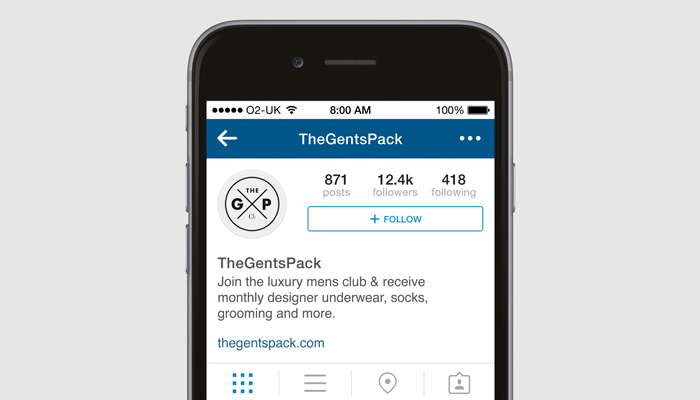 O2-UK 8:00 AM 100%
TheGentsPack
871 12.4k 418
posts followers following
+ FOLLOW
THE
G P
TheGentsPack
Join the luxury mens club & receive
monthly designer underwear, socks,
grooming and more.
thegentspack.com